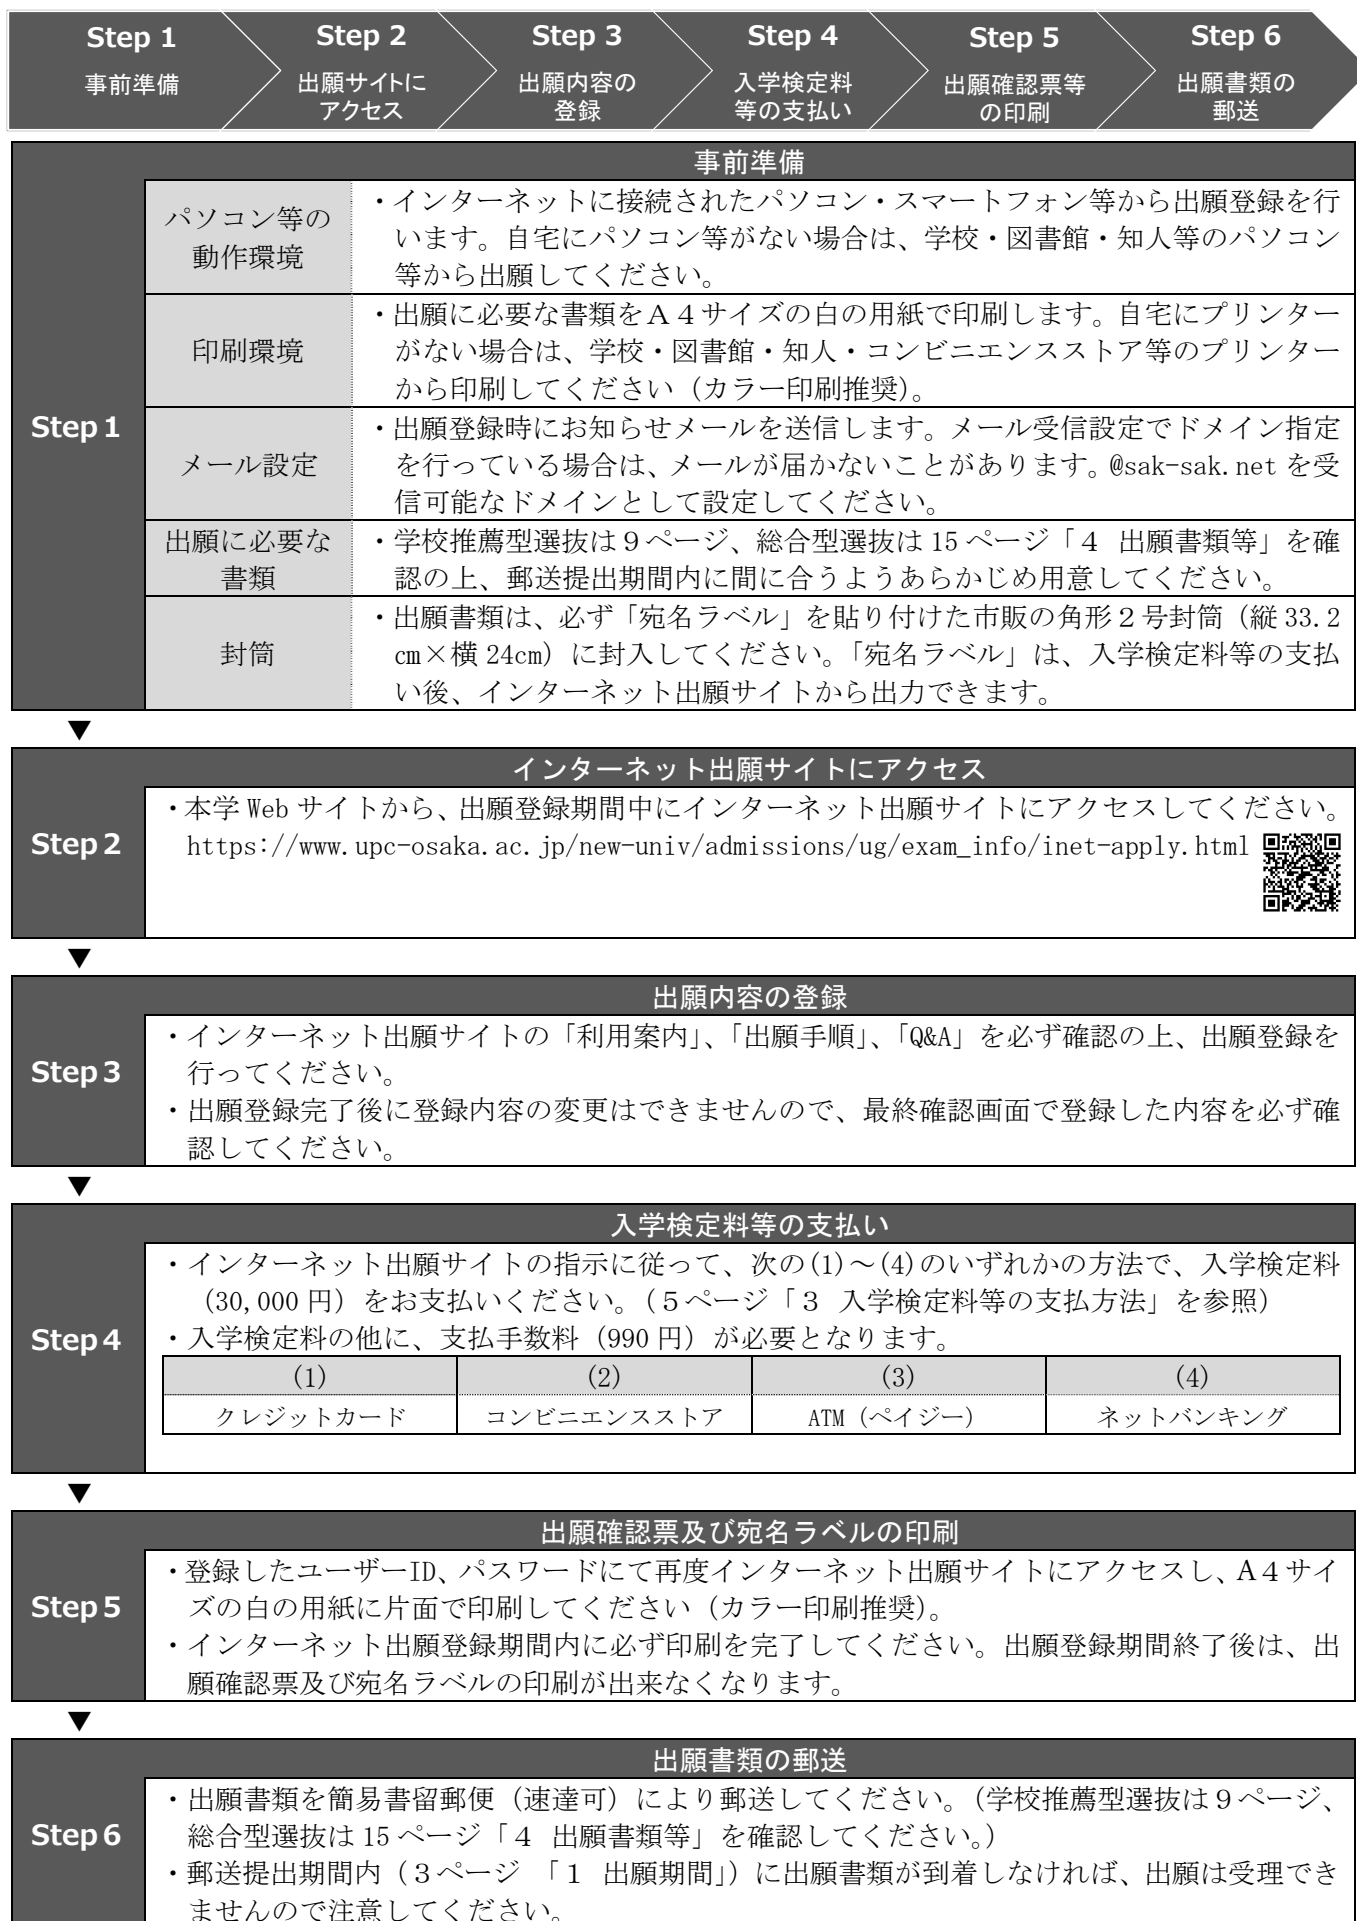 Step 1
事前準備
Step 2
出願サイトに
アクセス
Step 3
出願内容の
登録
Step 4
入学検定料
等の支払い
Step 5
出願確認票等
の印刷
Step 6
出願書類の
郵送
事前準備
Step 1
パソコン等の
動作環境
・インターネットに接続されたパソコン・スマートフォン等から出願登録を行
います。自宅にパソコン等がない場合は、学校・図書館・知人等のパソコン
等から出願してください。
印刷環境
・出願に必要な書類をＡ４サイズの白の用紙で印刷します。自宅にプリンター
がない場合は、学校・図書館・知人・コンビニエンスストア等のプリンター
から印刷してください（カラー印刷推奨）。
メール設定
・出願登録時にお知らせメールを送信します。メール受信設定でドメイン指定
を行っている場合は、メールが届かないことがあります。@sak-sak.net を受
信可能なドメインとして設定してください。
出願に必要な
書類
・学校推薦型選抜は９ページ、総合型選抜は 15 ページ「４ 出願書類等」を確
認の上、郵送提出期間内に間に合うようあらかじめ用意してください。
封筒
・出願書類は、必ず「宛名ラベル」を貼り付けた市販の角形２号封筒（縦 33.2
cm×横 24cm）に封入してください。「宛名ラベル」は、入学検定料等の支払
い後、インターネット出願サイトから出力できます。
▼
インターネット出願サイトにアクセス
Step 2
・本学 Web サイトから、出願登録期間中にインターネット出願サイトにアクセスしてください。
https://www.upc-osaka.ac.jp/new-univ/admissions/ug/exam_info/inet-apply.html
▼
出願内容の登録
Step 3
・インターネット出願サイトの「利用案内」、「出願手順」、「Q&A」を必ず確認の上、出願登録を
行ってください。
・出願登録完了後に登録内容の変更はできませんので、最終確認画面で登録した内容を必ず確
認してください。
▼
入学検定料等の支払い
Step 4
・インターネット出願サイトの指示に従って、次の(1)～(4)のいずれかの方法で、入学検定料
（30,000 円）をお支払いください。（５ページ「３ 入学検定料等の支払方法」を参照）
・入学検定料の他に、支払手数料（990 円）が必要となります。
(1) (2) (3) (4)
クレジットカード コンビニエンスストア ATM（ペイジー） ネットバンキング
▼
出願確認票及び宛名ラベルの印刷
Step 5
・登録したユーザーID、パスワードにて再度インターネット出願サイトにアクセスし、Ａ４サイ
ズの白の用紙に片面で印刷してください（カラー印刷推奨）。
・インターネット出願登録期間内に必ず印刷を完了してください。出願登録期間終了後は、出
願確認票及び宛名ラベルの印刷が出来なくなります。
▼
出願書類の郵送
Step 6
・出願書類を簡易書留郵便（速達可）により郵送してください。（学校推薦型選抜は９ページ、
総合型選抜は 15 ページ「４ 出願書類等」を確認してください。）
・郵送提出期間内（３ページ 「１ 出願期間」）に出願書類が到着しなければ、出願は受理でき
ませんので注意してください。